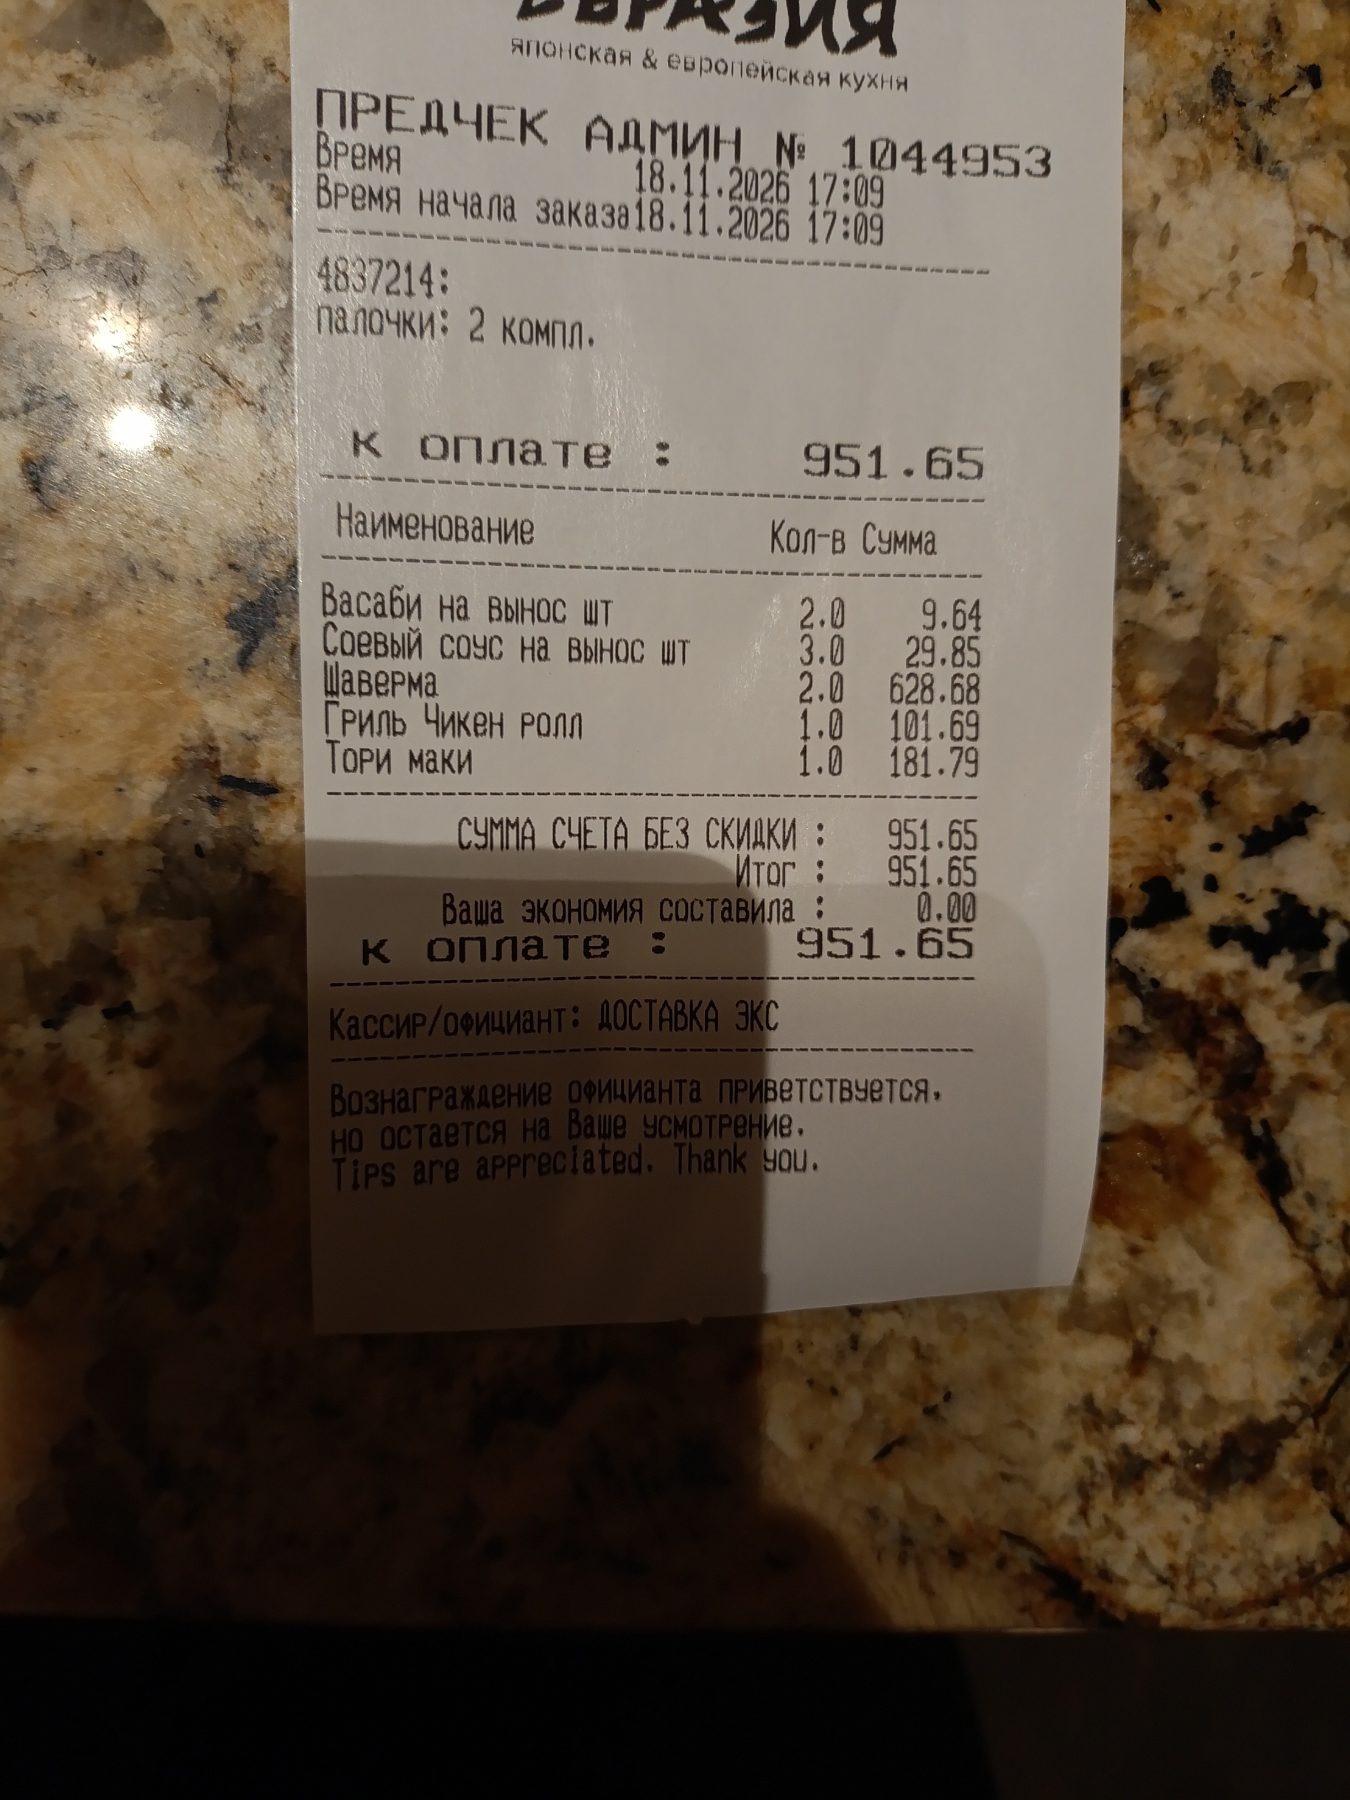 ЕВРАЗИЯ
японская & европейская кухня
ПРЕДЧЕК АДМИН № 1044953
Время 18.11.2026 17:09
Время начала заказа18.11.2026 17:09
4837214:
палочки: 2 компл.
К оплате : 951.65
Наименование Кол-в Сумма
Васаби на вынос шт 2.0 9.64
Соевый соус на вынос шт 3.0 29.85
Шаверма 2.0 628.68
Гриль Чикен ролл 1.0 101.69
Тори маки 1.0 181.79
СУММА СЧЕТА БЕЗ СКИДКИ : 951.65
Итог : 951.65
Ваша экономия составила : 0.00
К оплате : 951.65
Кассир/официант: ДОСТАВКА ЭКС
Вознаграждение официанта приветствуется,
но остается на Ваше усмотрение.
Tips are appreciated. Thank you.